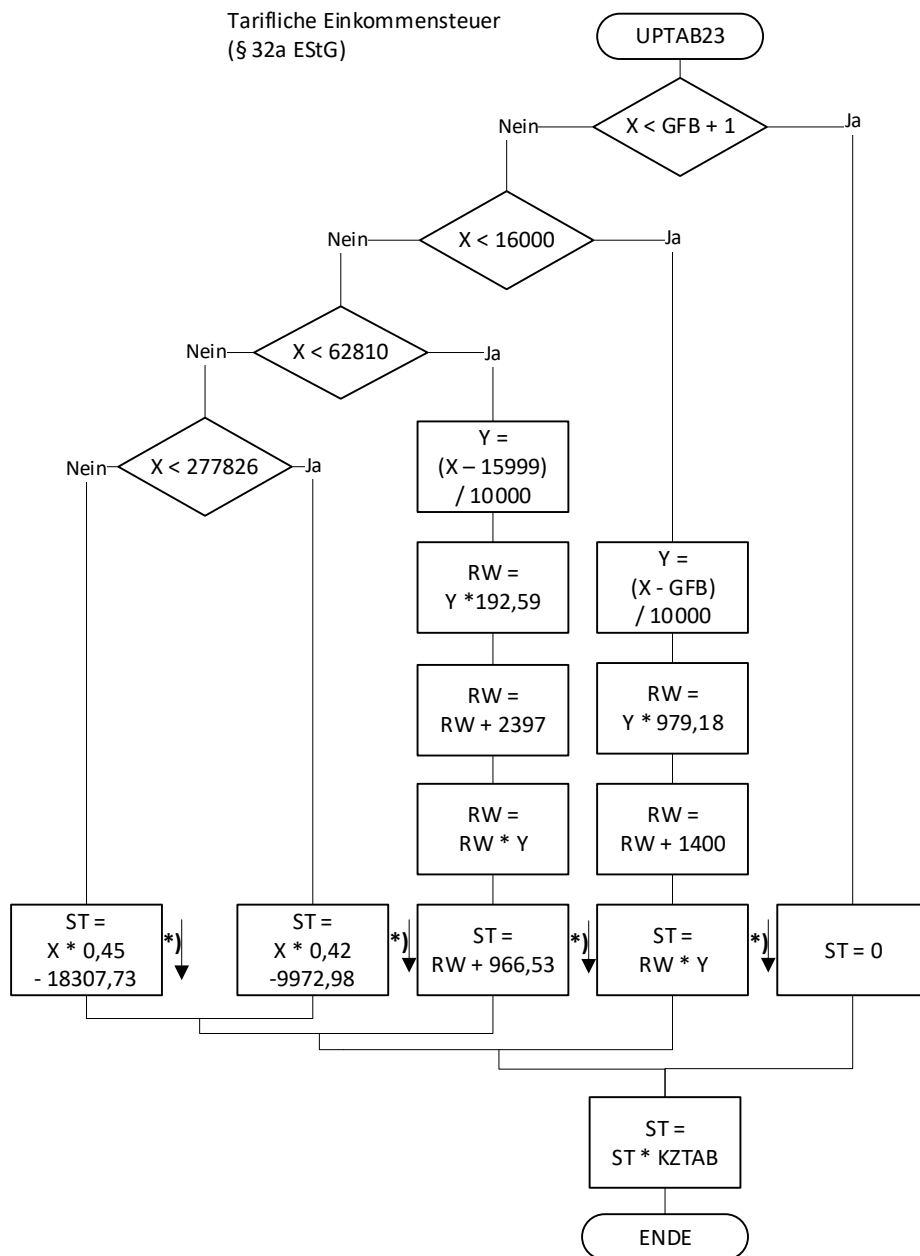 Tarifliche Einkommensteuer
(§ 32a EStG)
UPTAB23
X < GFB + 1
Nein
Ja
X < 16000
Nein
Ja
X < 62810
Nein
Ja
X < 277826
Nein
Ja
Y =
(X – 15999)
/ 10000
RW =
Y *192,59
RW =
RW + 2397
RW =
RW * Y
Y =
(X - GFB)
/ 10000
RW =
Y * 979,18
RW =
RW + 1400
ST =
X * 0,45
- 18307,73
*)
ST =
X * 0,42
-9972,98
*)
ST =
RW + 966,53
*)
ST =
RW * Y
*)
ST = 0
ST =
ST * KZTAB
ENDE